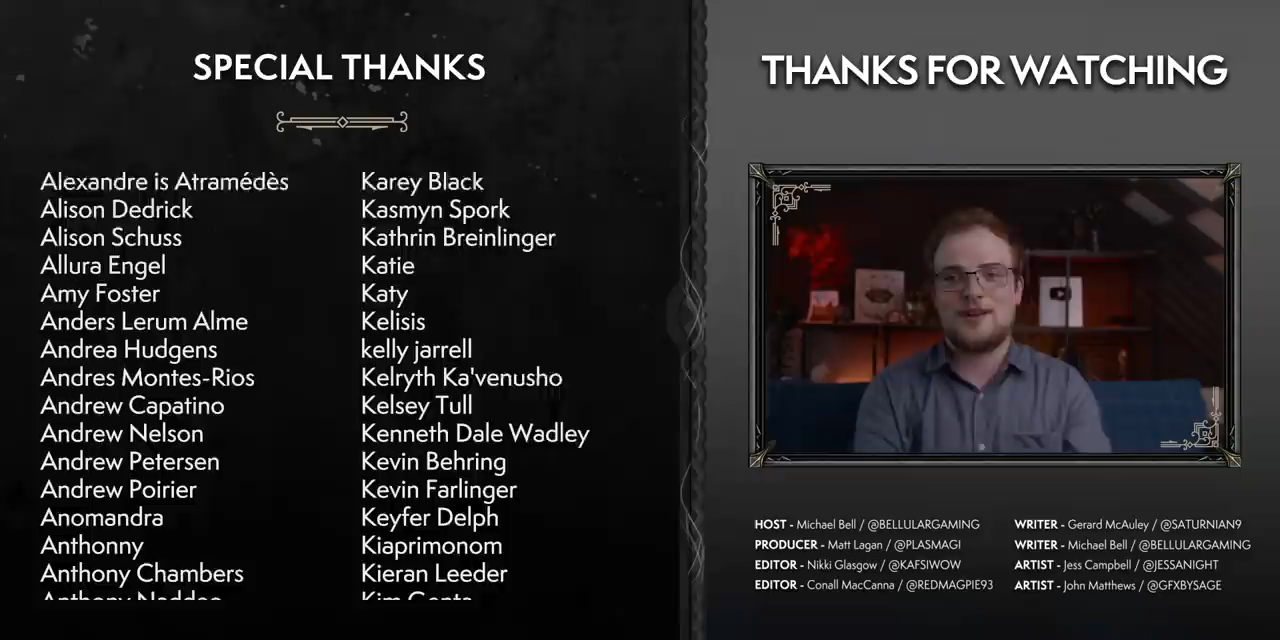 SPECIAL THANKS
Alexandre is Atramédès
Alison Dedrick
Alison Schuss
Allura Engel
Amy Foster
Anders Lerum Alme
Andrea Hudgens
Andres Montes-Rios
Andrew Capatino
Andrew Nelson
Andrew Petersen
Andrew Poirier
Anomandra
Anthonny
Anthony Chambers
Karey Black
Kasmyn Spork
Kathrin Breinlinger
Katie
Katy
Kelisis
kelly jarrell
Kelryth Ka'venusho
Kelsey Tull
Kenneth Dale Wadley
Kevin Behring
Kevin Farlinger
Keyfer Delph
Kiaprimonom
Kieran Leeder
THANKS FOR WATCHING
HOST - Michael Bell / @BELLULARGAMING
PRODUCER - Matt Lagan / @PLASMAGI
EDITOR - Nikki Glasgow / @KAFSIWOW
EDITOR - Conall MacCanna / @REDMAGPIE93
WRITER - Gerard McAuley / @SATURNIAN9
WRITER - Michael Bell / @BELLULARGAMING
ARTIST - Jess Campbell / @JESSANIGHT
ARTIST - John Matthews / @GFXBYSAGE